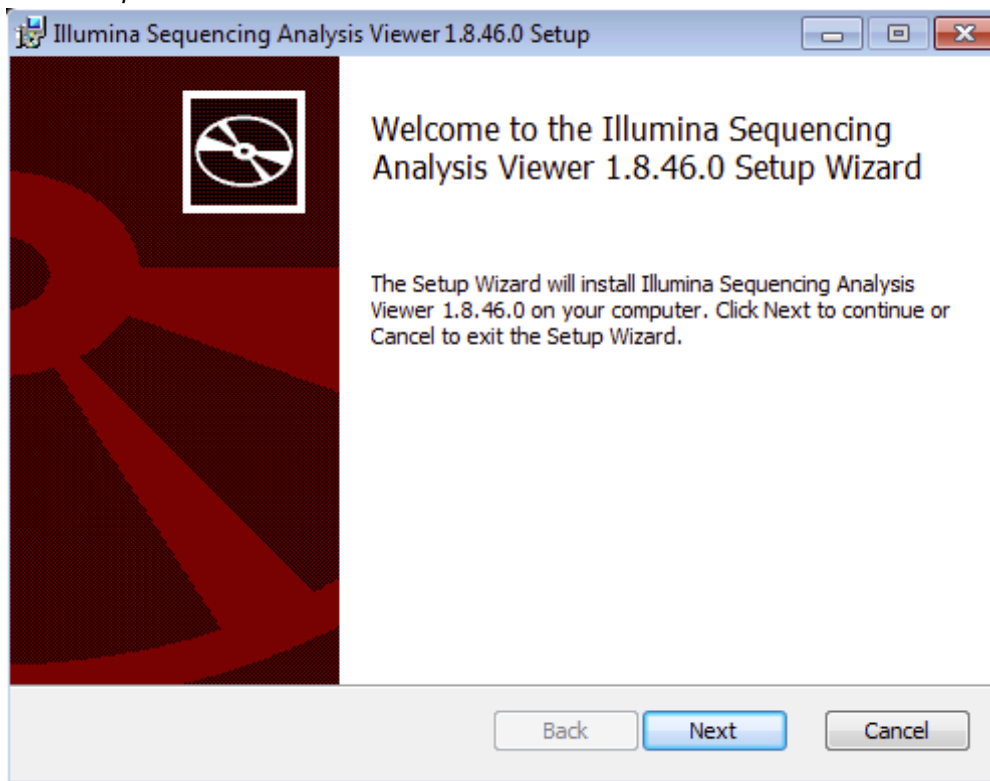 Illumina Sequencing Analysis Viewer 1.8.46.0 Setup
Welcome to the Illumina Sequencing
Analysis Viewer 1.8.46.0 Setup Wizard
The Setup Wizard will install Illumina Sequencing Analysis
Viewer 1.8.46.0 on your computer. Click Next to continue or
Cancel to exit the Setup Wizard.
Back Next Cancel